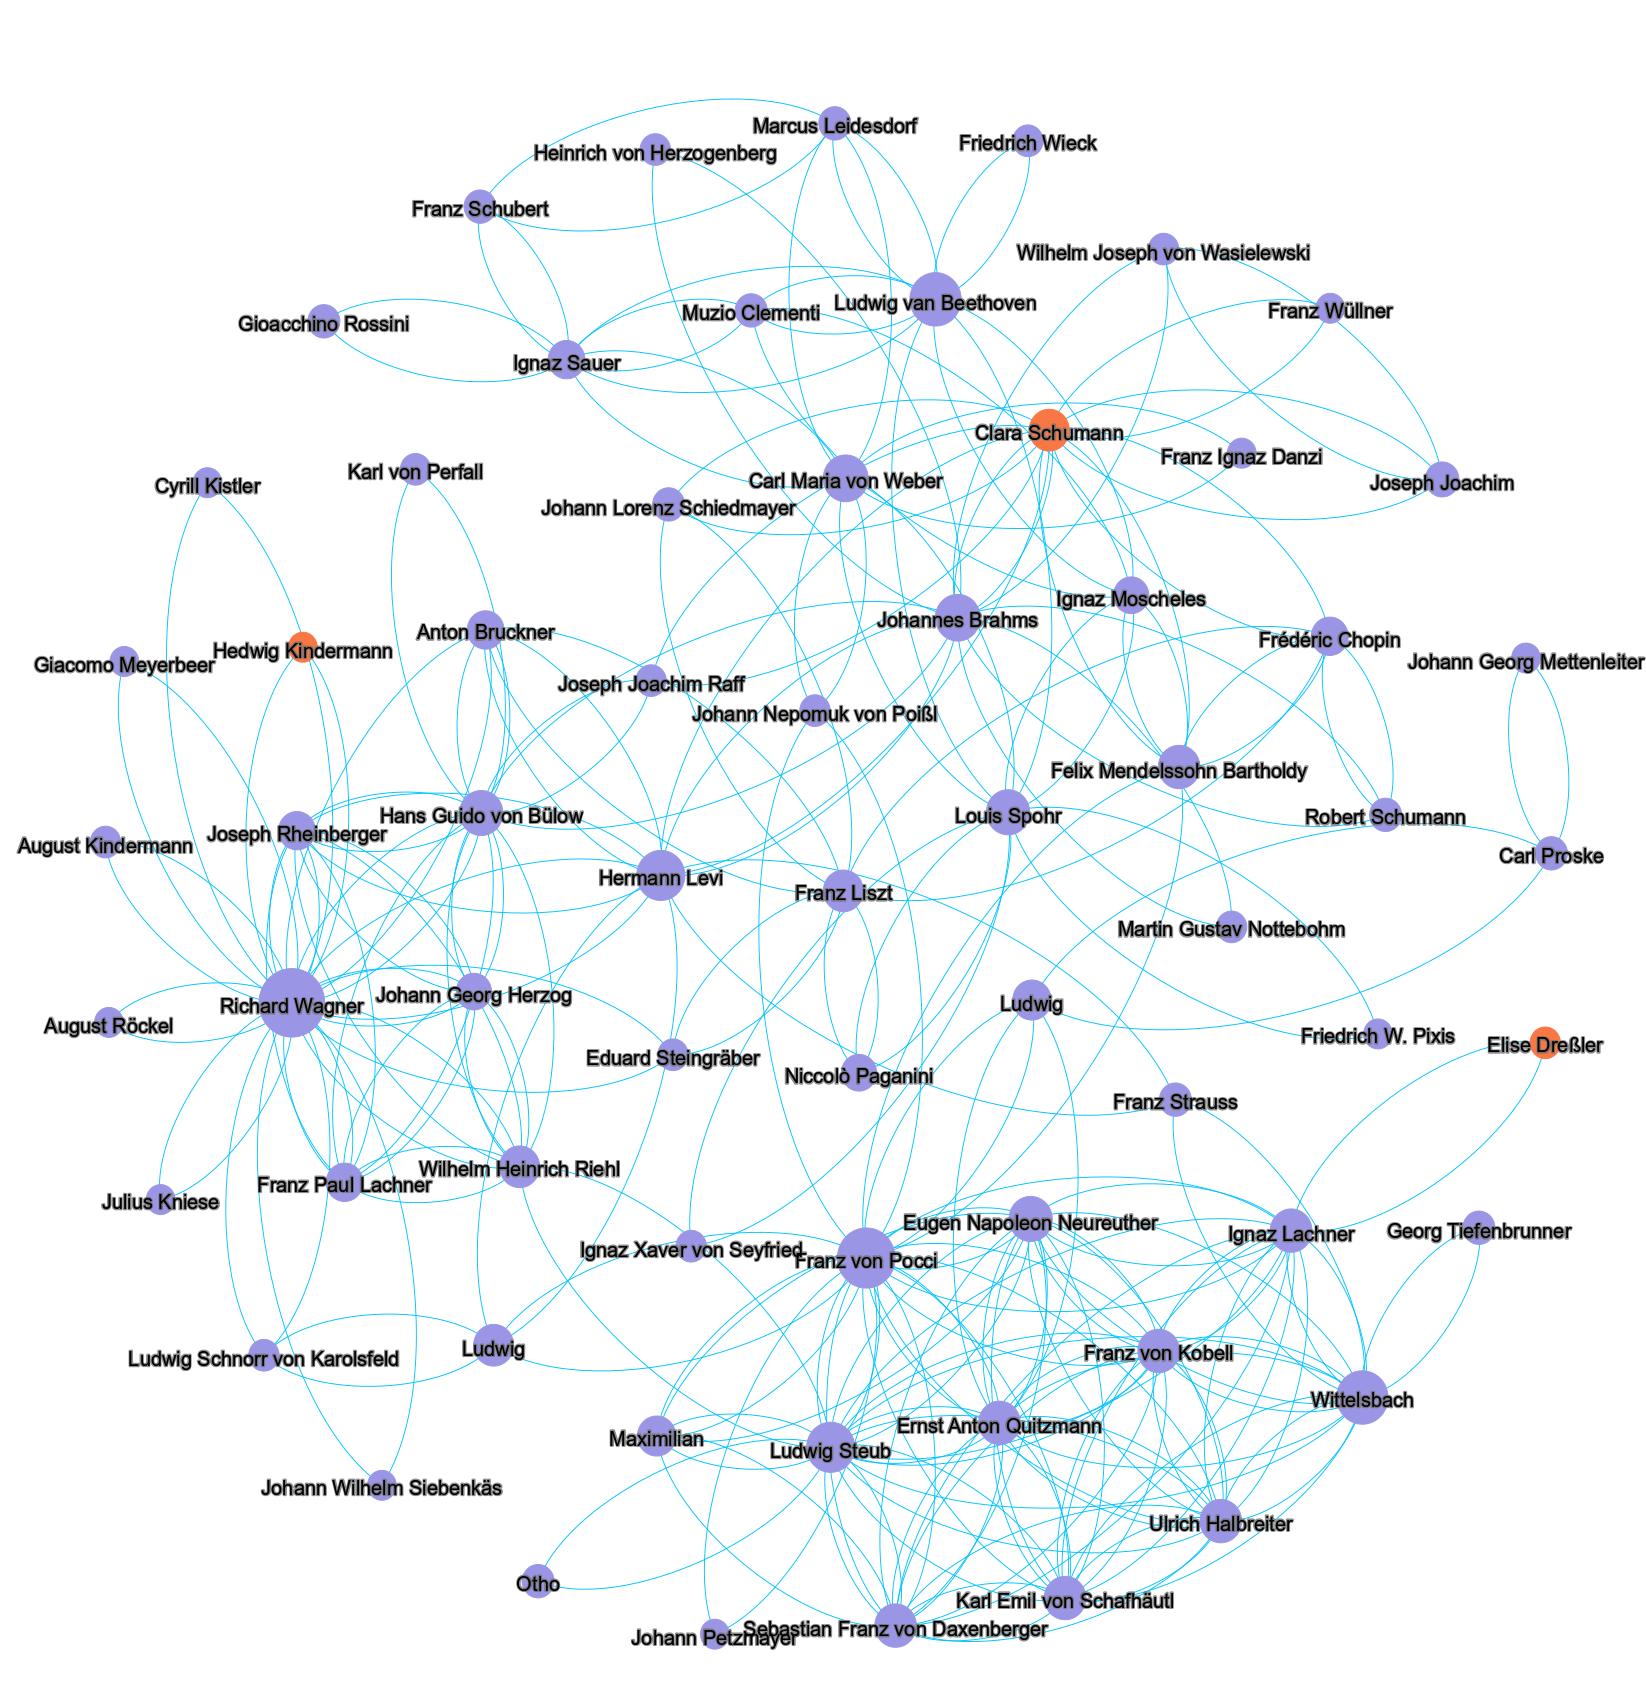 Marcus Leidesdorf
Friedrich Wieck
Heinrich von Herzogenberg
Franz Schubert
Wilhelm Joseph von Wasielewski
Ludwig van Beethoven
Muzio Clementi
Franz Wüllner
Gioacchino Rossini
Ignaz Sauer
Clara Schumann
Franz Ignaz Danzi
Karl von Perfall
Cyrill Kistler
Carl Maria von Weber
Joseph Joachim
Johann Lorenz Schiedmayer
Ignaz Moscheles
Johannes Brahms
Anton Bruckner
Frédéric Chopin
Hedwig Kindermann
Johann Georg Mettenleiter
Giacomo Meyerbeer
Joseph Joachim Raff
Johann Nepomuk von Poißl
Felix Mendelssohn Bartholdy
Hans Guido von Bülow
Louis Spohr
Robert Schumann
Joseph Rheinberger
August Kindermann
Carl Proske
Hermann Levi
Franz Liszt
Martin Gustav Nottebohm
Johann Georg Herzog
Ludwig
Richard Wagner
August Röckel
Friedrich W. Pixis
Elise Dreßler
Eduard Steingräber
Niccolò Paganini
Franz Strauss
Wilhelm Heinrich Riehl
Franz Paul Lachner
Julius Kniese
Eugen Napoleon Neureuther
Georg Tiefenbrunner
Ignaz Lachner
Ignaz Xaver von Seyfried
Franz von Pocci
Ludwig
Franz von Kobell
Ludwig Schnorr von Karolsfeld
Wittelsbach
Ernst Anton Quitzmann
Maximilian
Ludwig Steub
Johann Wilhelm Siebenkäs
Ulrich Halbreiter
Otho
Karl Emil von Schafhäutl
Sebastian Franz von Daxenberger
Johann Petzmayer